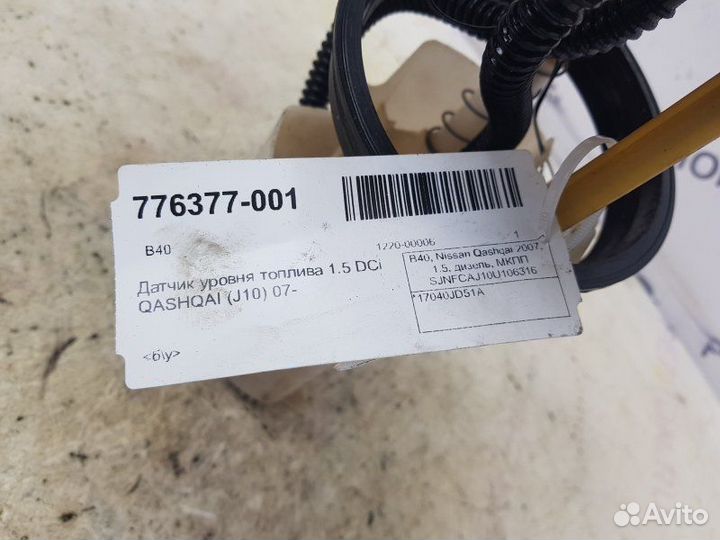 776377-001
B40
1220-00006
1
Датчик уровня топлива 1.5 DCi
QASHQAI (J10) 07-
<б\у>
B40, Nissan Qashqai 2007,
1.5, дизель, МКПП
SJNFCAJ10U106316
*17040JD51A
Avito